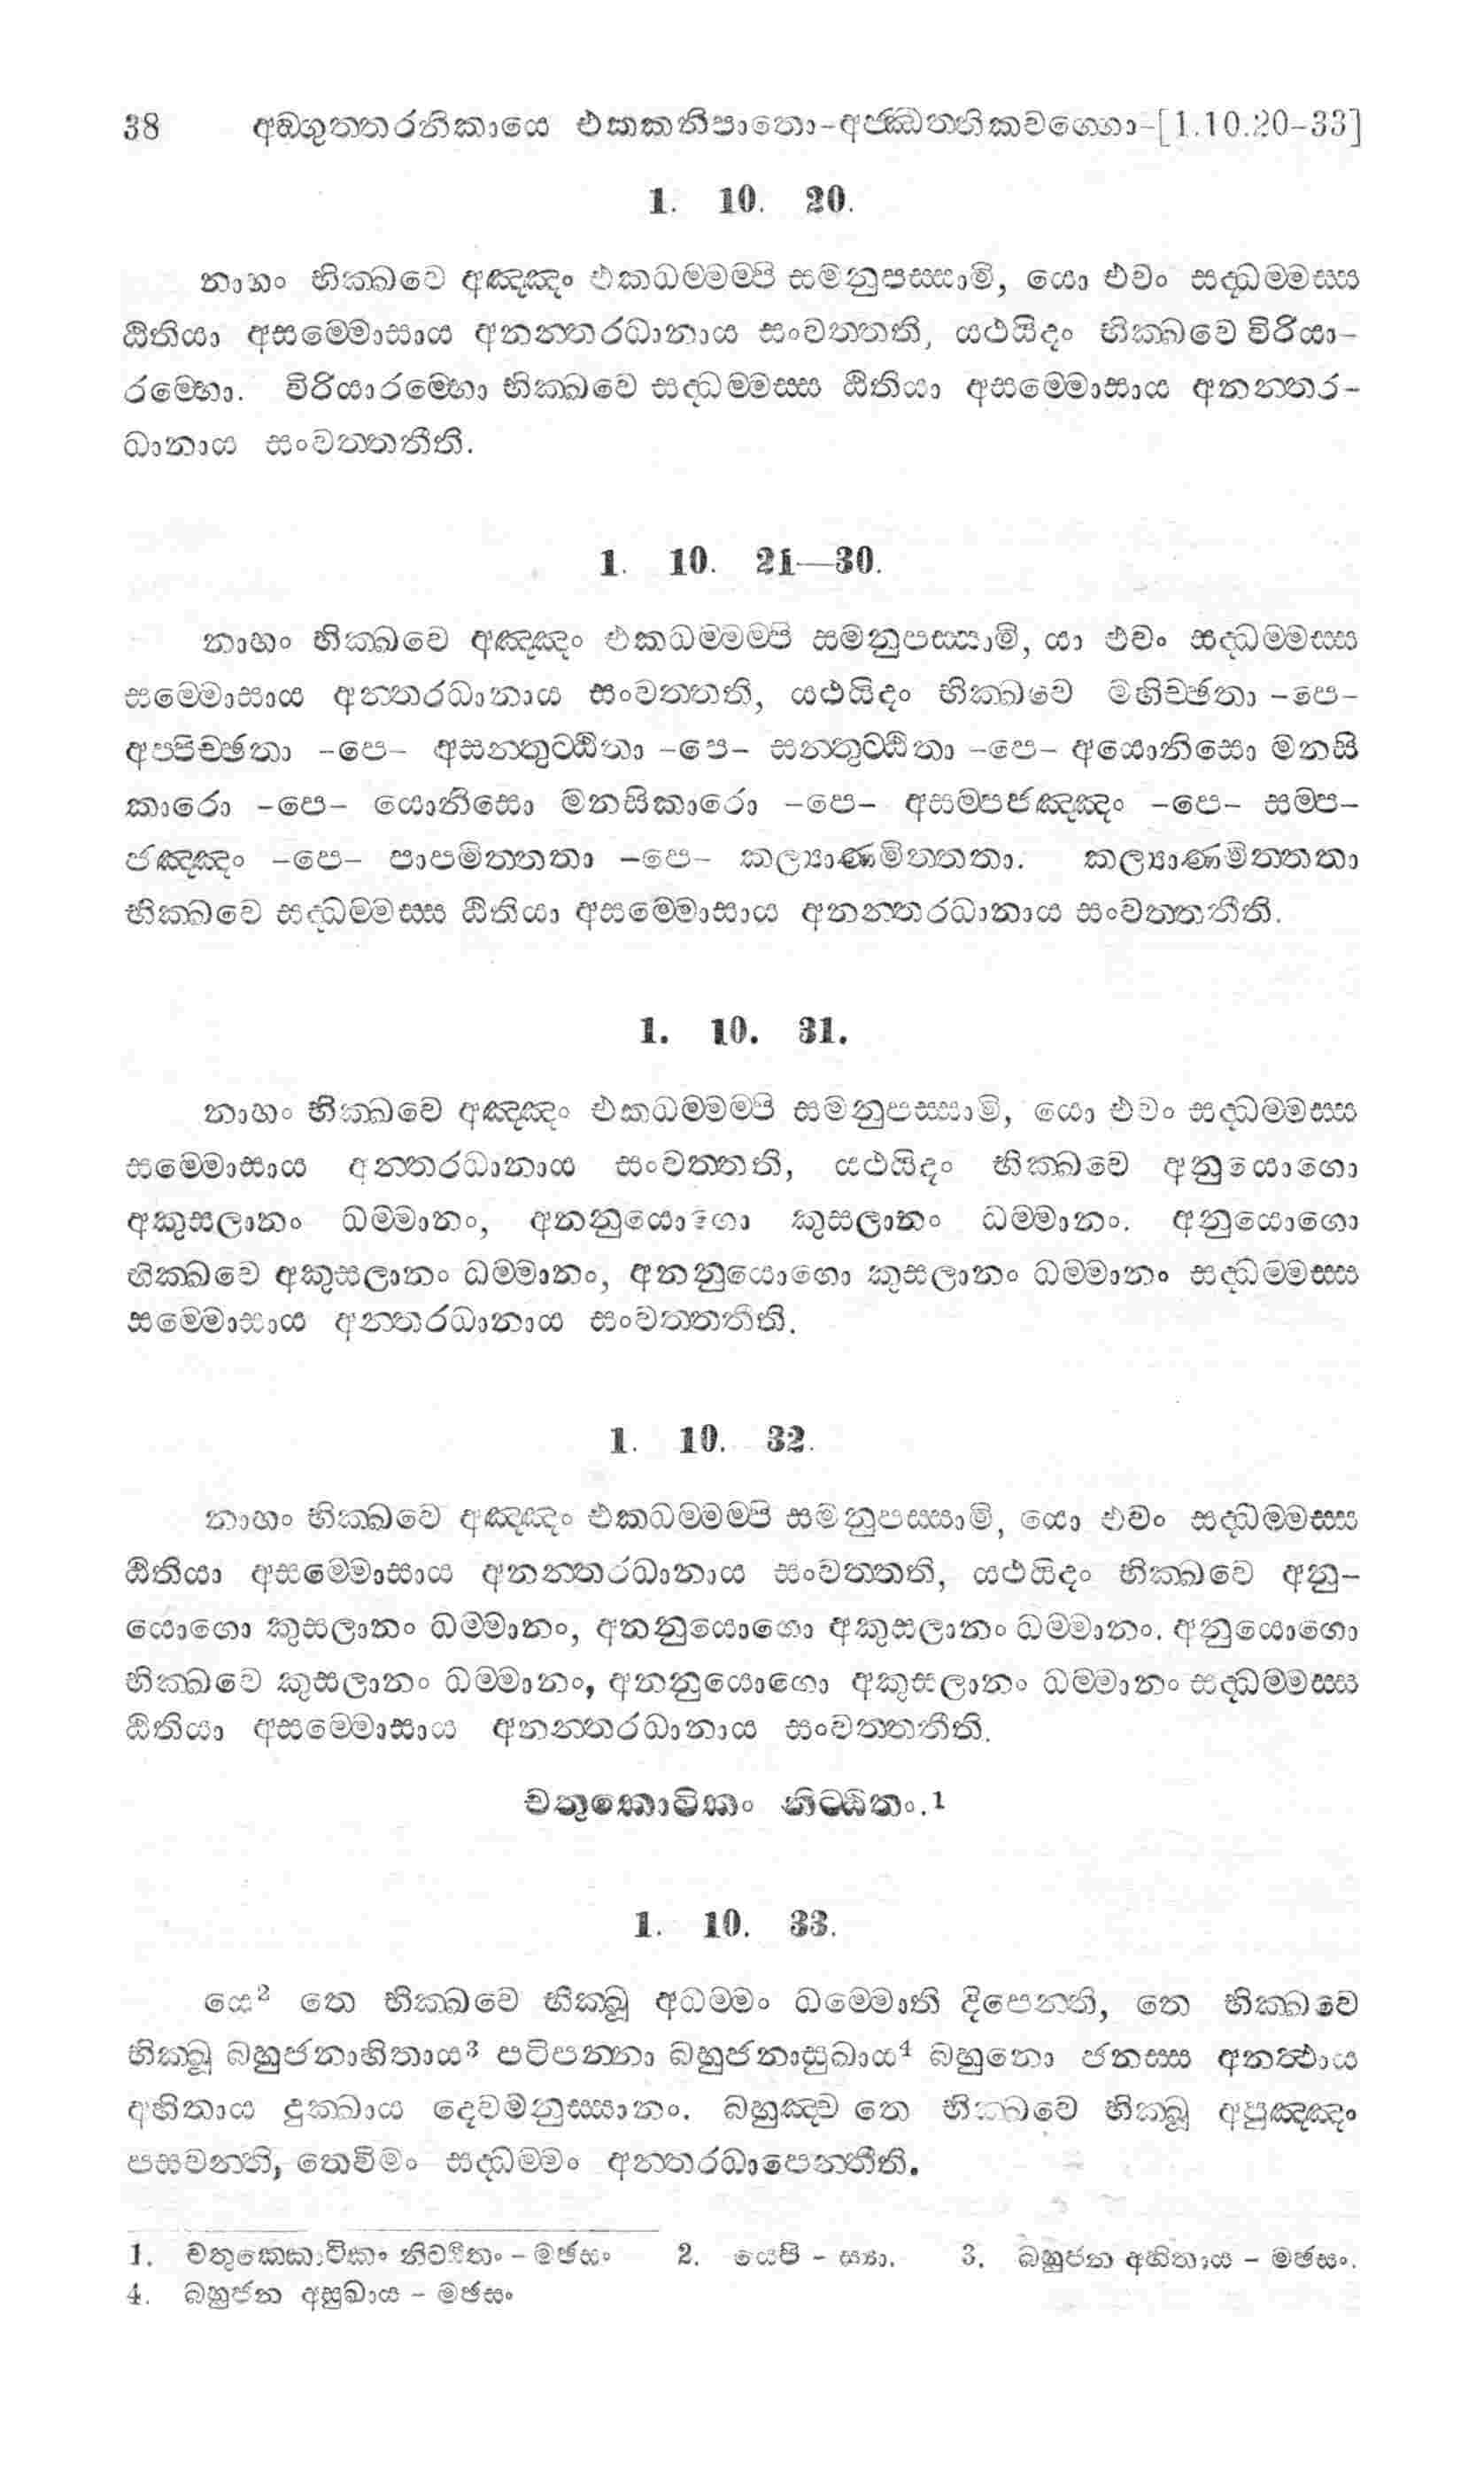 38 අඞ්ගුත්තරනිකායෙ එකකනිපාතො-අජ්ඣත්තිකවග්ගො-[1.10.20-33]
1. 10. 20.
නාහං භික්ඛවෙ අඤ්ඤං එකධම්මම්පි සමනුපස්සාමි, යො එවං සද්ධම්මස්ස
ඨිතියා අසම්මොසාය අනන්තරධානාය සංවත්තති, යථයිදං භික්ඛවෙ විරියා-
රම්භො. විරියාරම්භො භික්ඛවෙ සද්ධම්මස්ස ඨිතියා අසම්මොසාය අනන්තර-
ධානාය සංවත්තතීති.
1. 10. 21—30.
නාහං භික්ඛවෙ අඤ්ඤං එකධම්මම්පි සමනුපස්සාමි, යා එවං සද්ධම්මස්ස
සම්මොසාය අන්තරධානාය සංවත්තති, යථයිදං භික්ඛවෙ මහිච්ඡතා -පෙ-
අප්පිච්ඡතා -පෙ- අසන්තුට්ඨිතා -පෙ- සන්තුට්ඨිතා -පෙ- අයොනිසො මනසි
කාරො -පෙ- යොනිසො මනසිකාරො -පෙ- අසම්පජඤ්ඤං -පෙ- සම්ප-
ජඤ්ඤං -පෙ- පාපමිත්තතා -පෙ- කල්‍යාණමිත්තතා. කල්‍යාණමිත්තතා
භික්ඛවෙ සද්ධම්මස්ස ඨිතියා අසම්මොසාය අනන්තරධානාය සංවත්තතීති.
1. 10. 31.
නාහං භික්ඛවෙ අඤ්ඤං එකධම්මම්පි සමනුපස්සාමි, යො එවං සද්ධම්මස්ස
සම්මොසාය අන්තරධානාය සංවත්තති, යථයිදං භික්ඛවෙ අනුයොගො
අකුසලානං ධම්මානං, අනනුයොගො කුසලානං ධම්මානං. අනුයොගො
භික්ඛවෙ අකුසලානං ධම්මානං, අනනුයොගො කුසලානං ධම්මානං සද්ධම්මස්ස
සම්මොසාය අන්තරධානාය සංවත්තතීති.
1. 10. 32.
නාහං භික්ඛවෙ අඤ්ඤං එකධම්මම්පි සමනුපස්සාමි, යො එවං සද්ධම්මස්ස
ඨිතියා අසම්මොසාය අනන්තරධානාය සංවත්තති, යථයිදං භික්ඛවෙ අනු-
යොගො කුසලානං ධම්මානං, අනනුයොගො අකුසලානං ධම්මානං. අනුයොගො
භික්ඛවෙ කුසලානං ධම්මානං, අනනුයොගො අකුසලානං ධම්මානං සද්ධම්මස්ස
ඨිතියා අසම්මොසාය අනන්තරධානාය සංවත්තතීති.
චතුකොටිකං නිට්ඨිතං.1
1. 10. 33.
යෙ2 තෙ භික්ඛවෙ භික්ඛූ අධම්මං ධම්මොති දීපෙන්ති, තෙ භික්ඛවෙ
භික්ඛූ බහුජනාහිතාය3 පටිපන්නා බහුජනාසුඛාය4 බහුනො ජනස්ස අනත්ථාය
අහිතාය දුක්ඛාය දෙවමනුස්සානං. බහුඤ්ච තෙ භික්ඛවෙ භික්ඛූ අපුඤ්ඤං
පසවන්ති, තෙවිමං සද්ධම්මං අන්තරධාපෙන්තීති.
1. චතුක්කොටිකං නිට්ඨිතං - මඡසං 2. යෙපි - ස්‍යා. 3. බහුජන අහිතාය - මඡසං.
4. බහුජන අසුඛාය - මඡසං